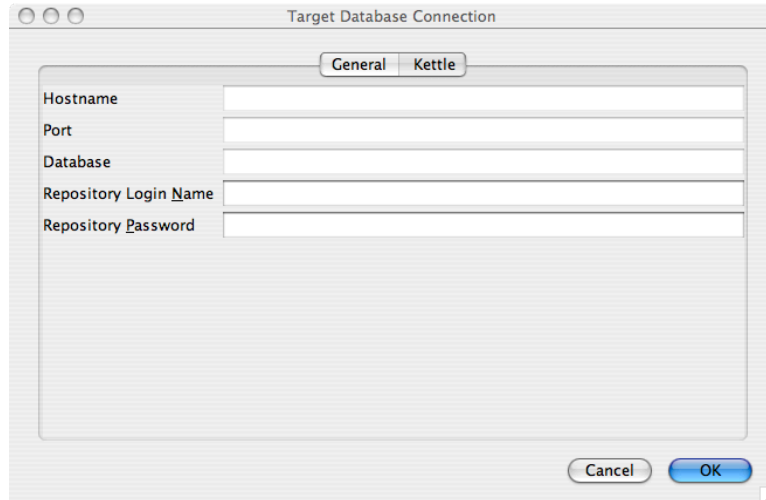 Target Database Connection
General Kettle
Hostname
Port
Database
Repository Login Name
Repository Password
Cancel OK